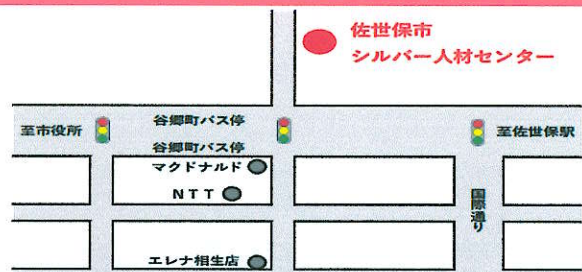 佐世保市
シルバー人材センター
至市役所
谷郷町バス停
至佐世保駅
谷郷町バス停
マクドナルド
NTT
国際通り
エレナ相生店